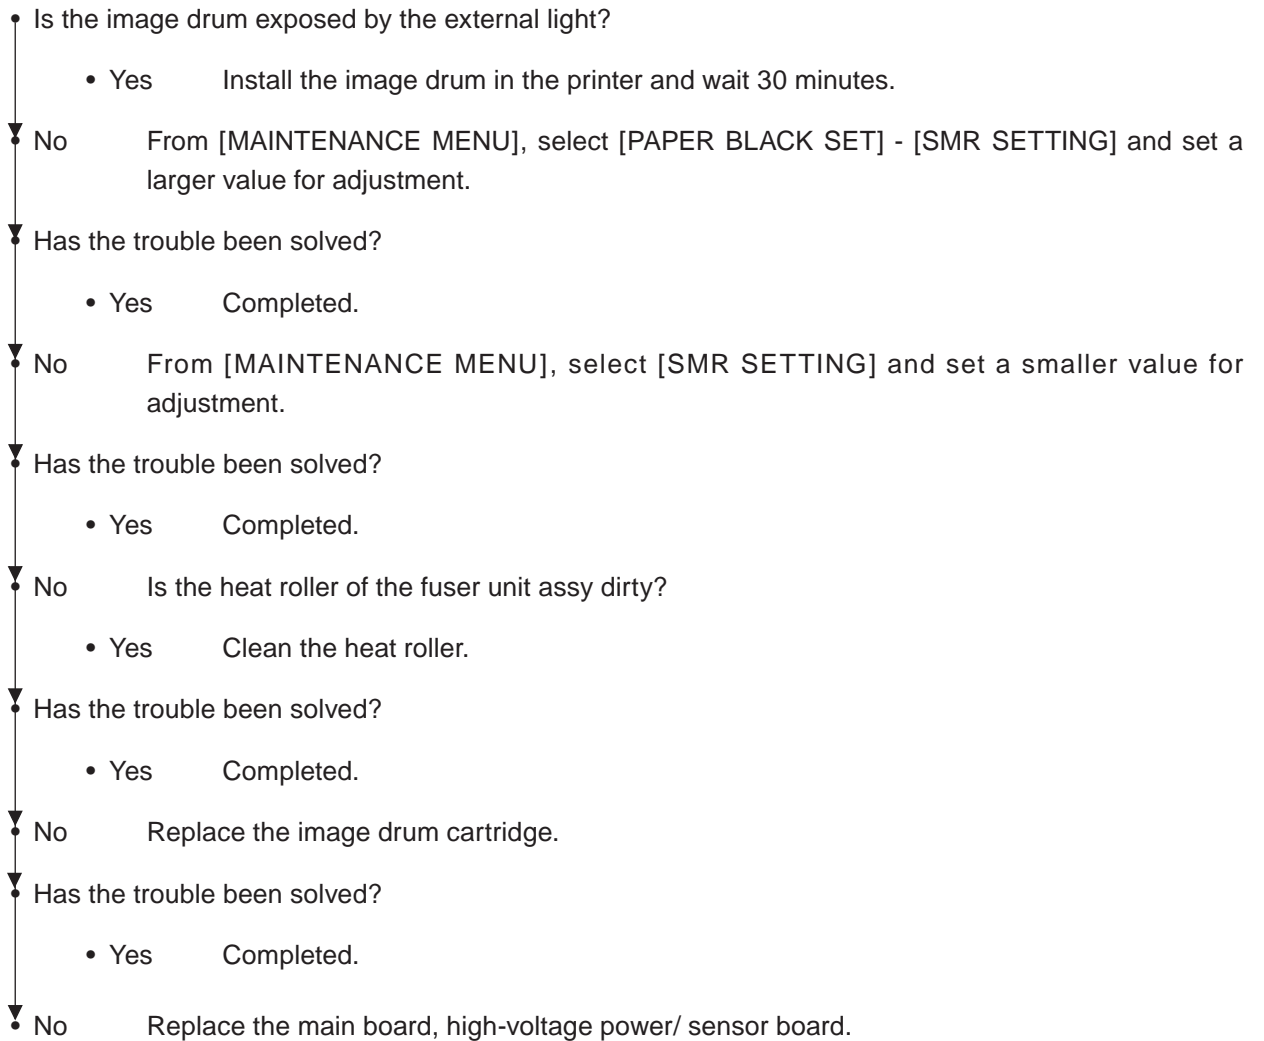 • Is the image drum exposed by the external light?
• Yes Install the image drum in the printer and wait 30 minutes.
• No From [MAINTENANCE MENU], select [PAPER BLACK SET] - [SMR SETTING] and set a
larger value for adjustment.
• Has the trouble been solved?
• Yes Completed.
• No From [MAINTENANCE MENU], select [SMR SETTING] and set a smaller value for
adjustment.
• Has the trouble been solved?
• Yes Completed.
• No Is the heat roller of the fuser unit assy dirty?
• Yes Clean the heat roller.
• Has the trouble been solved?
• Yes Completed.
• No Replace the image drum cartridge.
• Has the trouble been solved?
• Yes Completed.
• No Replace the main board, high-voltage power/ sensor board.